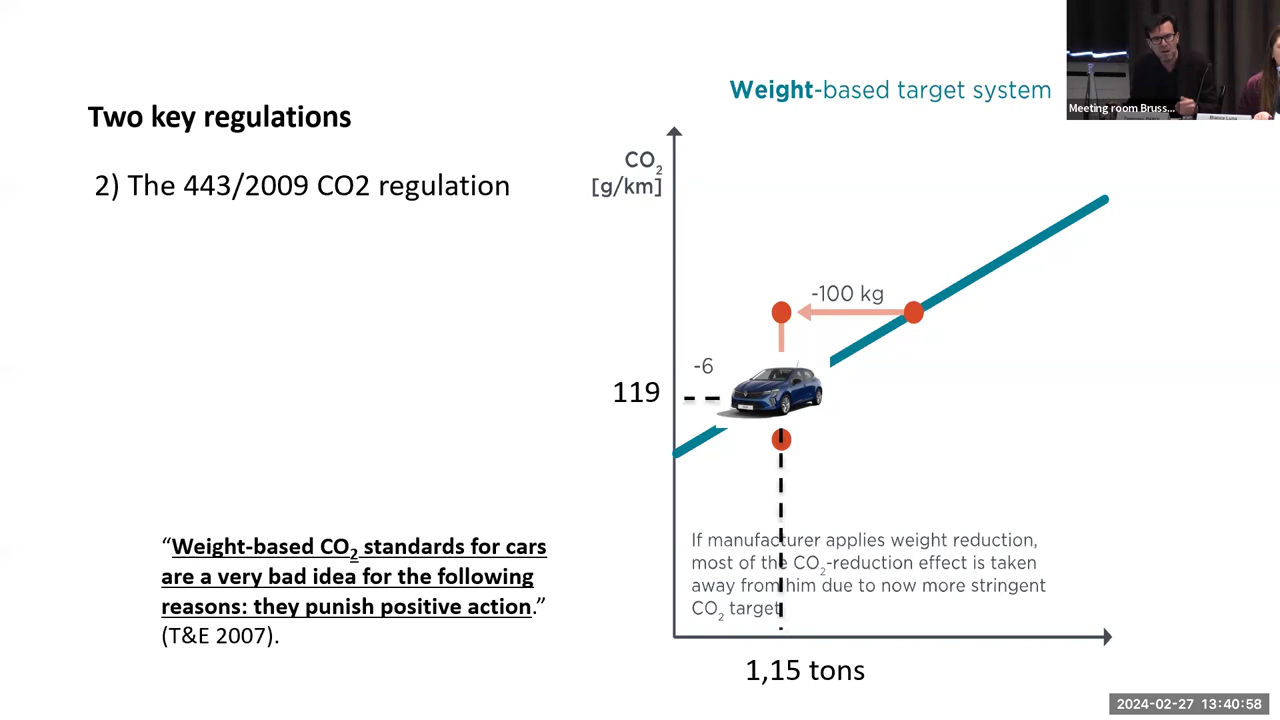 Two key regulations
2) The 443/2009 CO2 regulation
“Weight-based CO2 standards for cars
are a very bad idea for the following
reasons: they punish positive action.”
(T&E 2007).
Weight-based target system
CO2
[g/km]
-100 kg
-6
119
If manufacturer applies weight reduction,
most of the CO2-reduction effect is taken
away from him due to now more stringent
CO2 target
1,15 tons
Meeting room Bruss...
2024-02-27 13:40:58